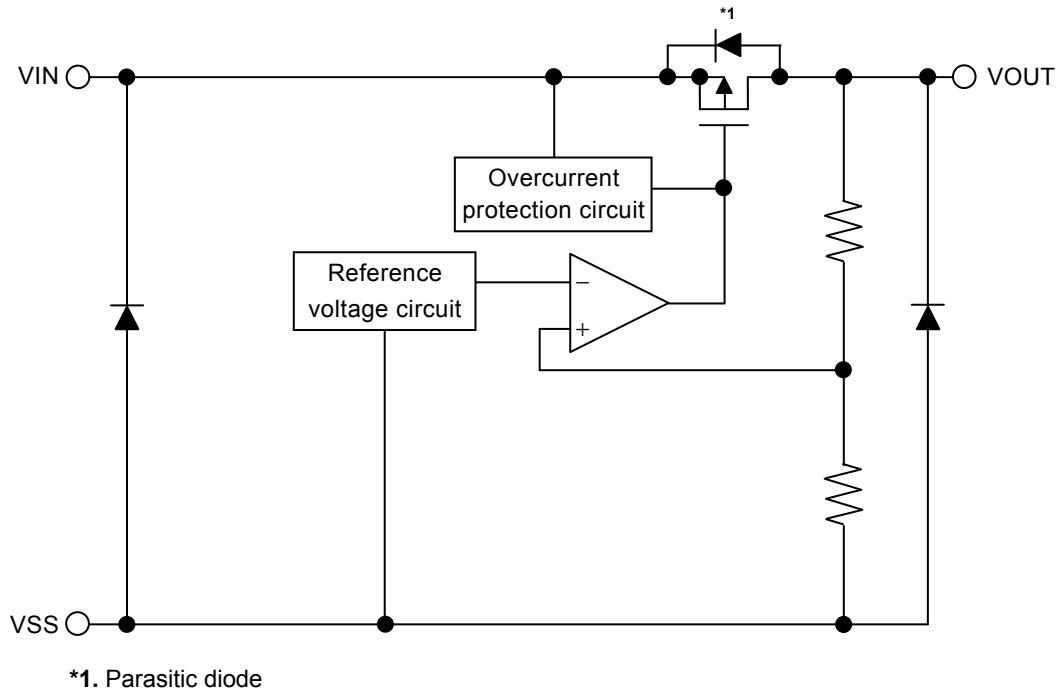 *1
VIN
VOUT
Overcurrent
protection circuit
Reference
voltage circuit
−
+
VSS
*1. Parasitic diode